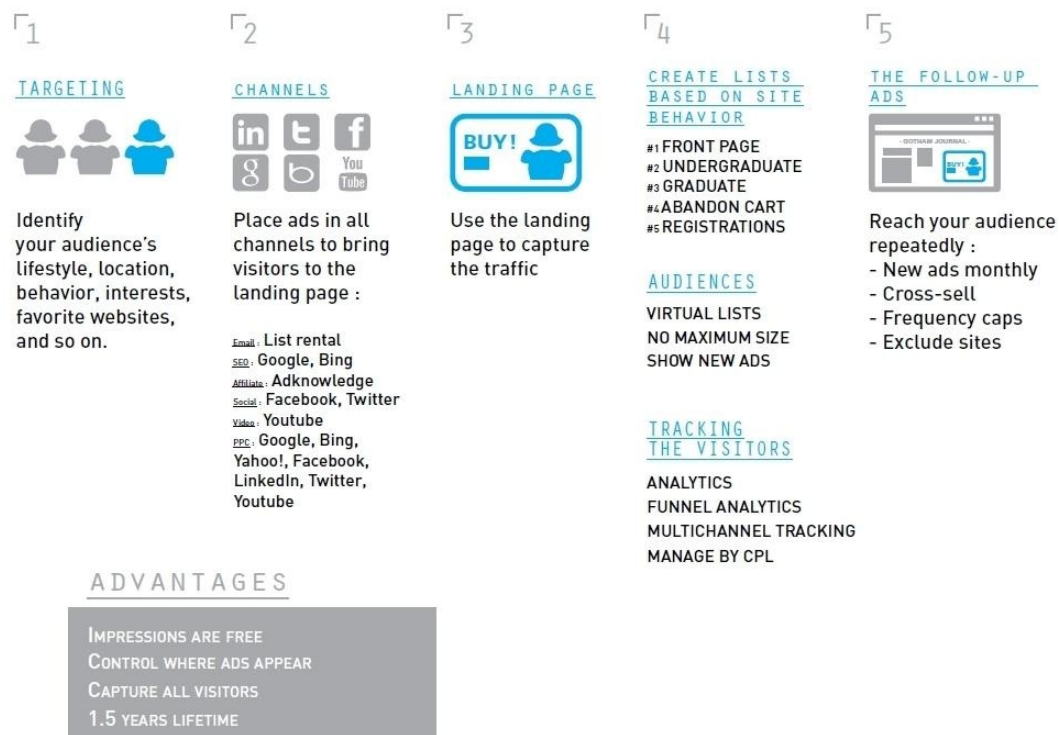 1
TARGETING
Identify
your audience's
lifestyle, location,
behavior, interests,
favorite websites,
and so on.
2
CHANNELS
in t f
g b You
Tube
Place ads in all
channels to bring
visitors to the
landing page :
Email : List rental
SEO : Google, Bing
Affiliate : Adknowledge
Social : Facebook, Twitter
Video : Youtube
PPC : Google, Bing,
Yahoo!, Facebook,
LinkedIn, Twitter,
Youtube
3
LANDING PAGE
BUY!
Use the landing
page to capture
the traffic
4
CREATE LISTS
BASED ON SITE
BEHAVIOR
#1 FRONT PAGE
#2 UNDERGRADUATE
#3 GRADUATE
#4 ABANDON CART
#5 REGISTRATIONS
AUDIENCES
VIRTUAL LISTS
NO MAXIMUM SIZE
SHOW NEW ADS
TRACKING
THE VISITORS
ANALYTICS
FUNNEL ANALYTICS
MULTICHANNEL TRACKING
MANAGE BY CPL
5
THE FOLLOW-UP
ADS
- GOTHAM JOURNAL -
BUY!
Reach your audience
repeatedly :
- New ads monthly
- Cross-sell
- Frequency caps
- Exclude sites
ADVANTAGES
IMPRESSIONS ARE FREE
CONTROL WHERE ADS APPEAR
CAPTURE ALL VISITORS
1.5 YEARS LIFETIME